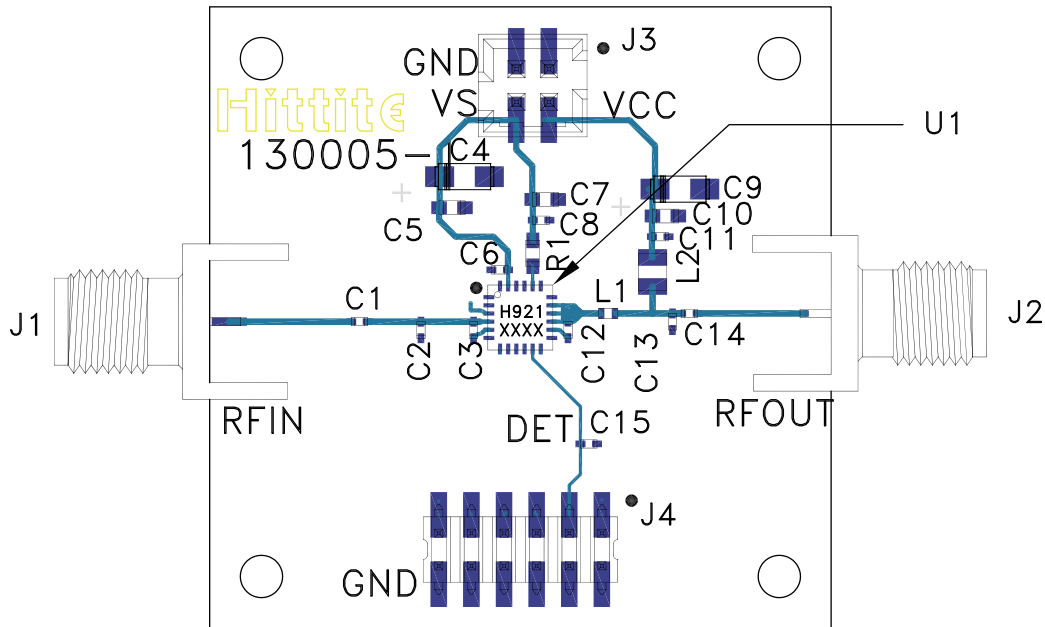 J3
GND
Hittite
VS
VCC
U1
130005-
C4
C7
C9
C5
C8
C10
C11
C6
R1
L2
L1
H921
XXXX
J1
C1
J2
C2
C3
C12
C13
C14
RFIN
DET
C15
RFOUT
J4
GND